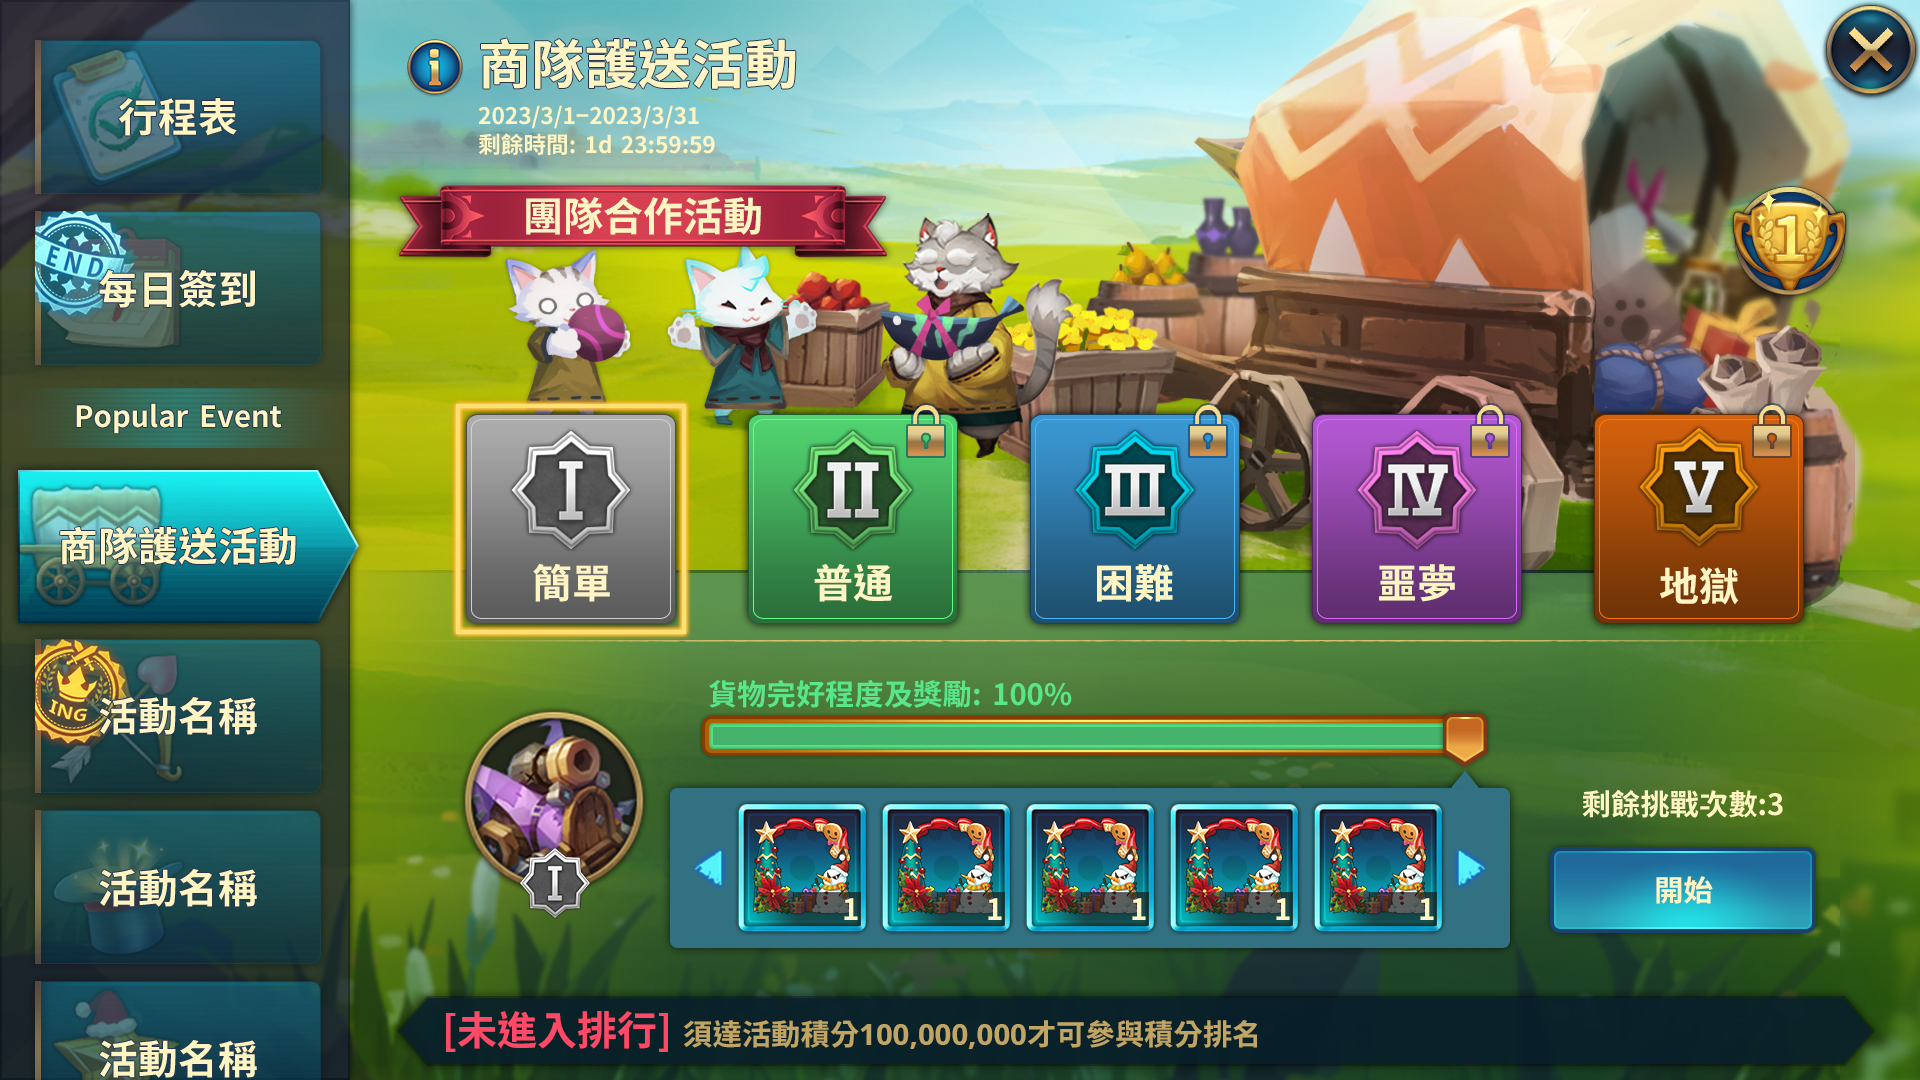 行程表
END
每日簽到
Popular Event
商隊護送活動
ING
活動名稱
活動名稱
活動名稱
i
商隊護送活動
2023/3/1-2023/3/31
剩餘時間: 1d 23:59:59
團隊合作活動
1
I
簡單
II
普通
III
困難
IV
噩夢
V
地獄
貨物完好程度及獎勵: 100%
I
1
1
1
1
1
剩餘挑戰次數:3
開始
[未進入排行] 須達活動積分100,000,000才可參與積分排名